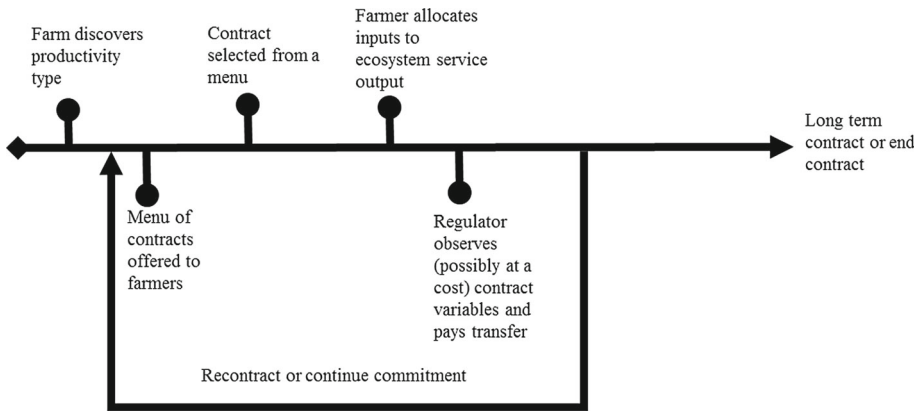 Farm discovers
productivity
type
Contract
selected from a
menu
Farmer allocates
inputs to
ecosystem service
output
Long term
contract or end
contract
Menu of
contracts
offered to
farmers
Regulator
observes
(possibly at a
cost) contract
variables and
pays transfer
Recontract or continue commitment